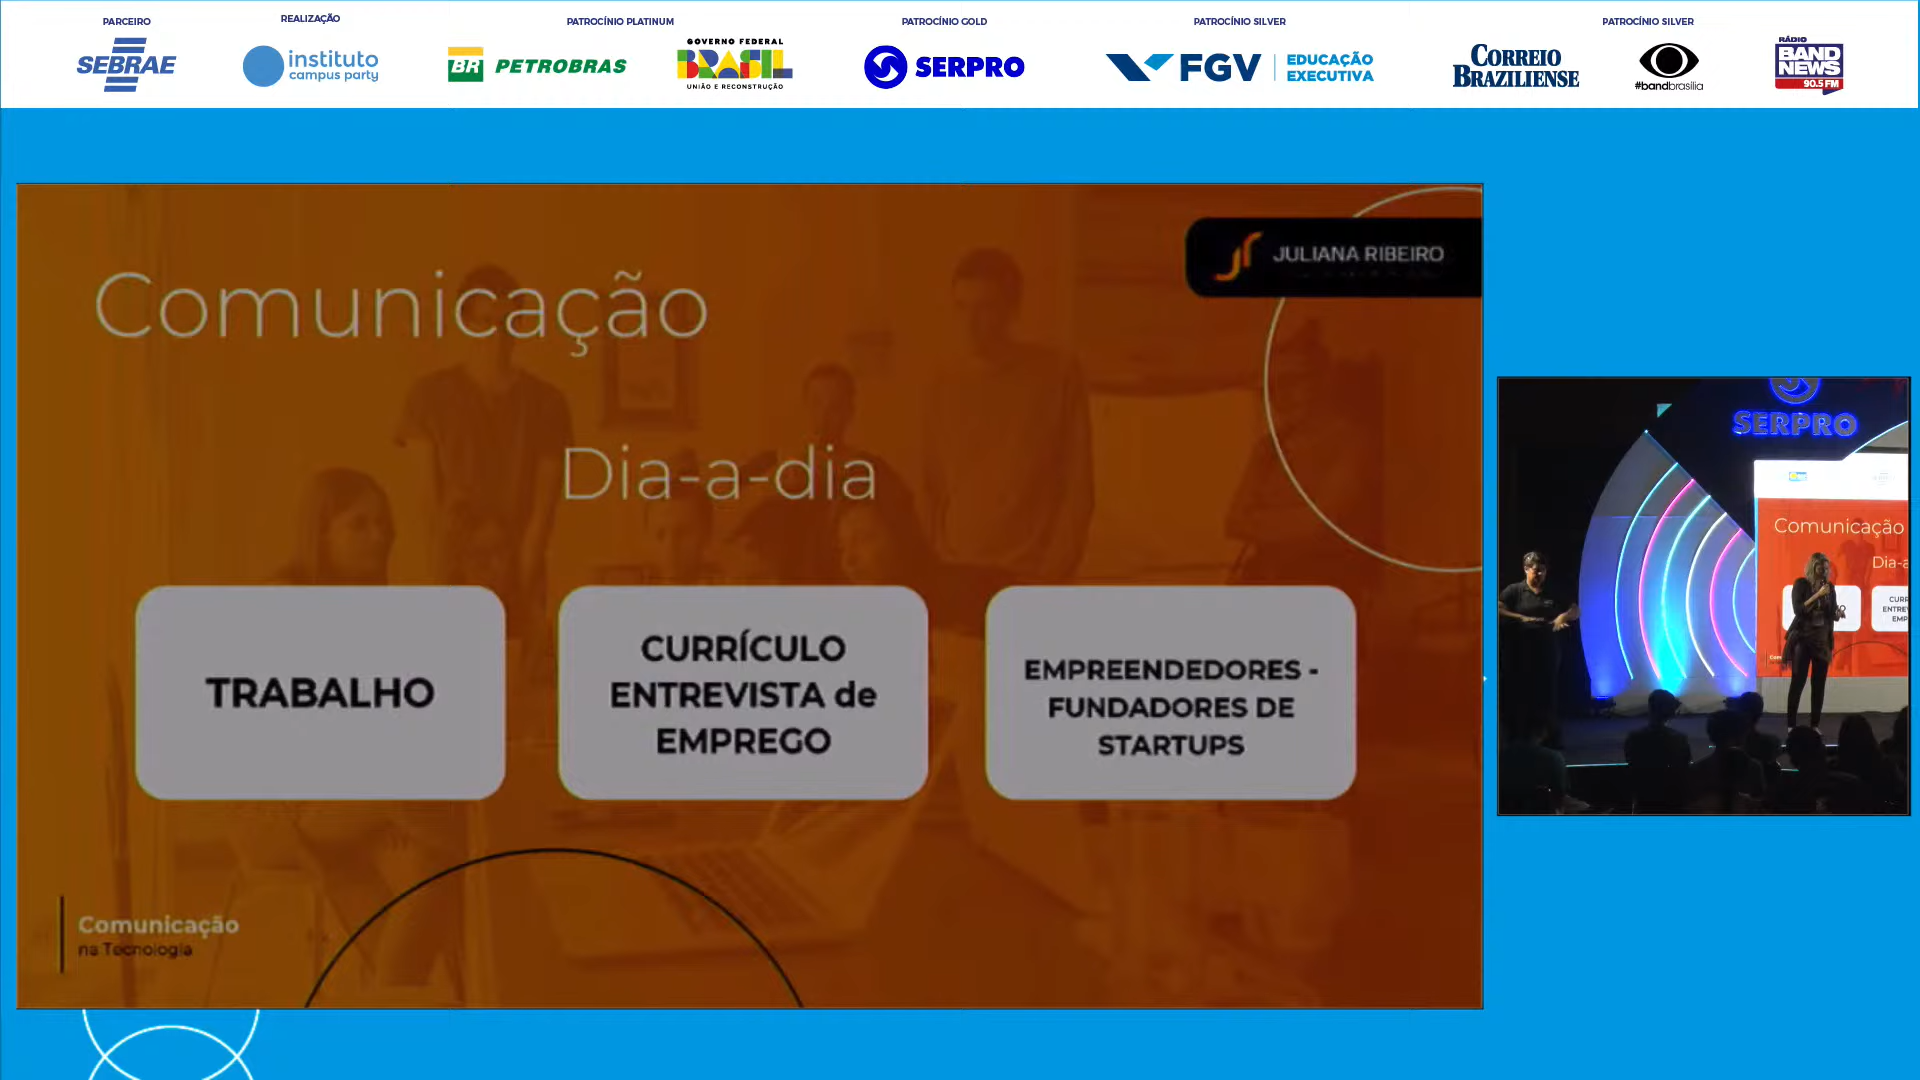 PARCEIRO
REALIZAÇÃO
PATROCÍNIO PLATINUM
PATROCÍNIO GOLD
PATROCÍNIO SILVER
PATROCÍNIO SILVER
SEBRAE
instituto
campus party
BR PETROBRAS
GOVERNO FEDERAL
BRASIL
UNIÃO E RECONSTRUÇÃO
SERPRO
FGV
EDUCAÇÃO
EXECUTIVA
CORREIO
BRAZILIENSE
#bandbrasília
RÁDIO
BAND
NEWS
90.5 FM
JULIANA RIBEIRO
Comunicação
Dia-a-dia
TRABALHO
CURRÍCULO
ENTREVISTA de
EMPREGO
EMPREENDEDORES -
FUNDADORES DE
STARTUPS
Comunicação
na Tecnologia
SERPRO
Comunicação
Dia-a